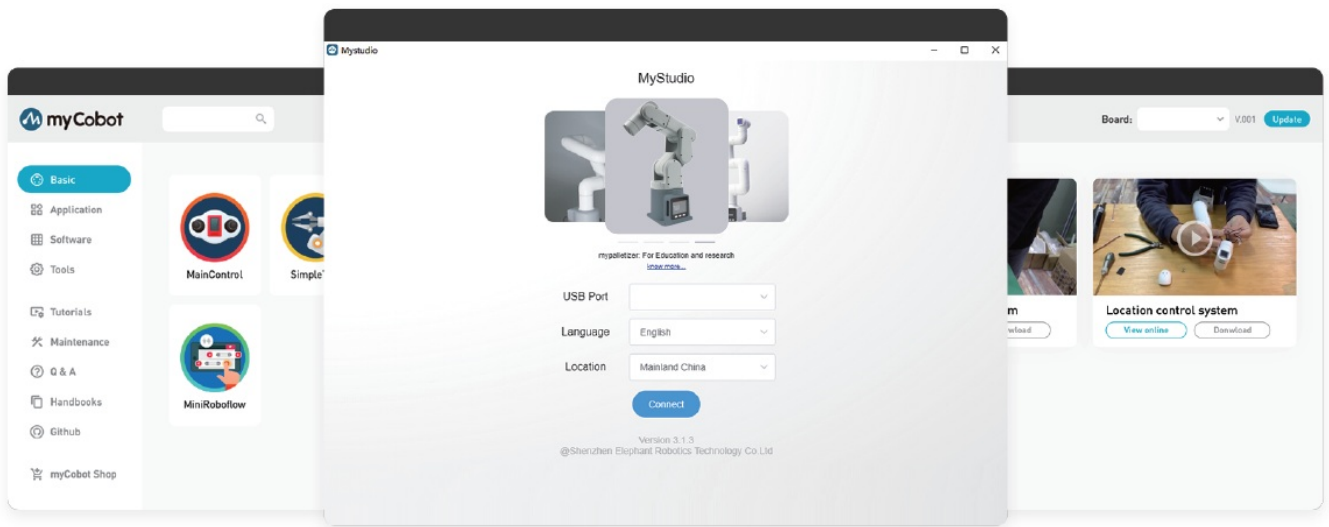 Mystudio
MyStudio
mypalletizer: For Education and research
know more...
USB Port
Language
English
Location
Mainland China
Connect
Version 3.1.3
@Shenzhen Elephant Robotics Technology Co.Ltd
myCobot
Basic
Application
Software
Tools
Tutorials
Maintenance
Q & A
Handbooks
Github
myCobot Shop
MainControl
Simple
MiniRoboflow
Board:
V.001
Update
m
wload
Location control system
View online
Donwload